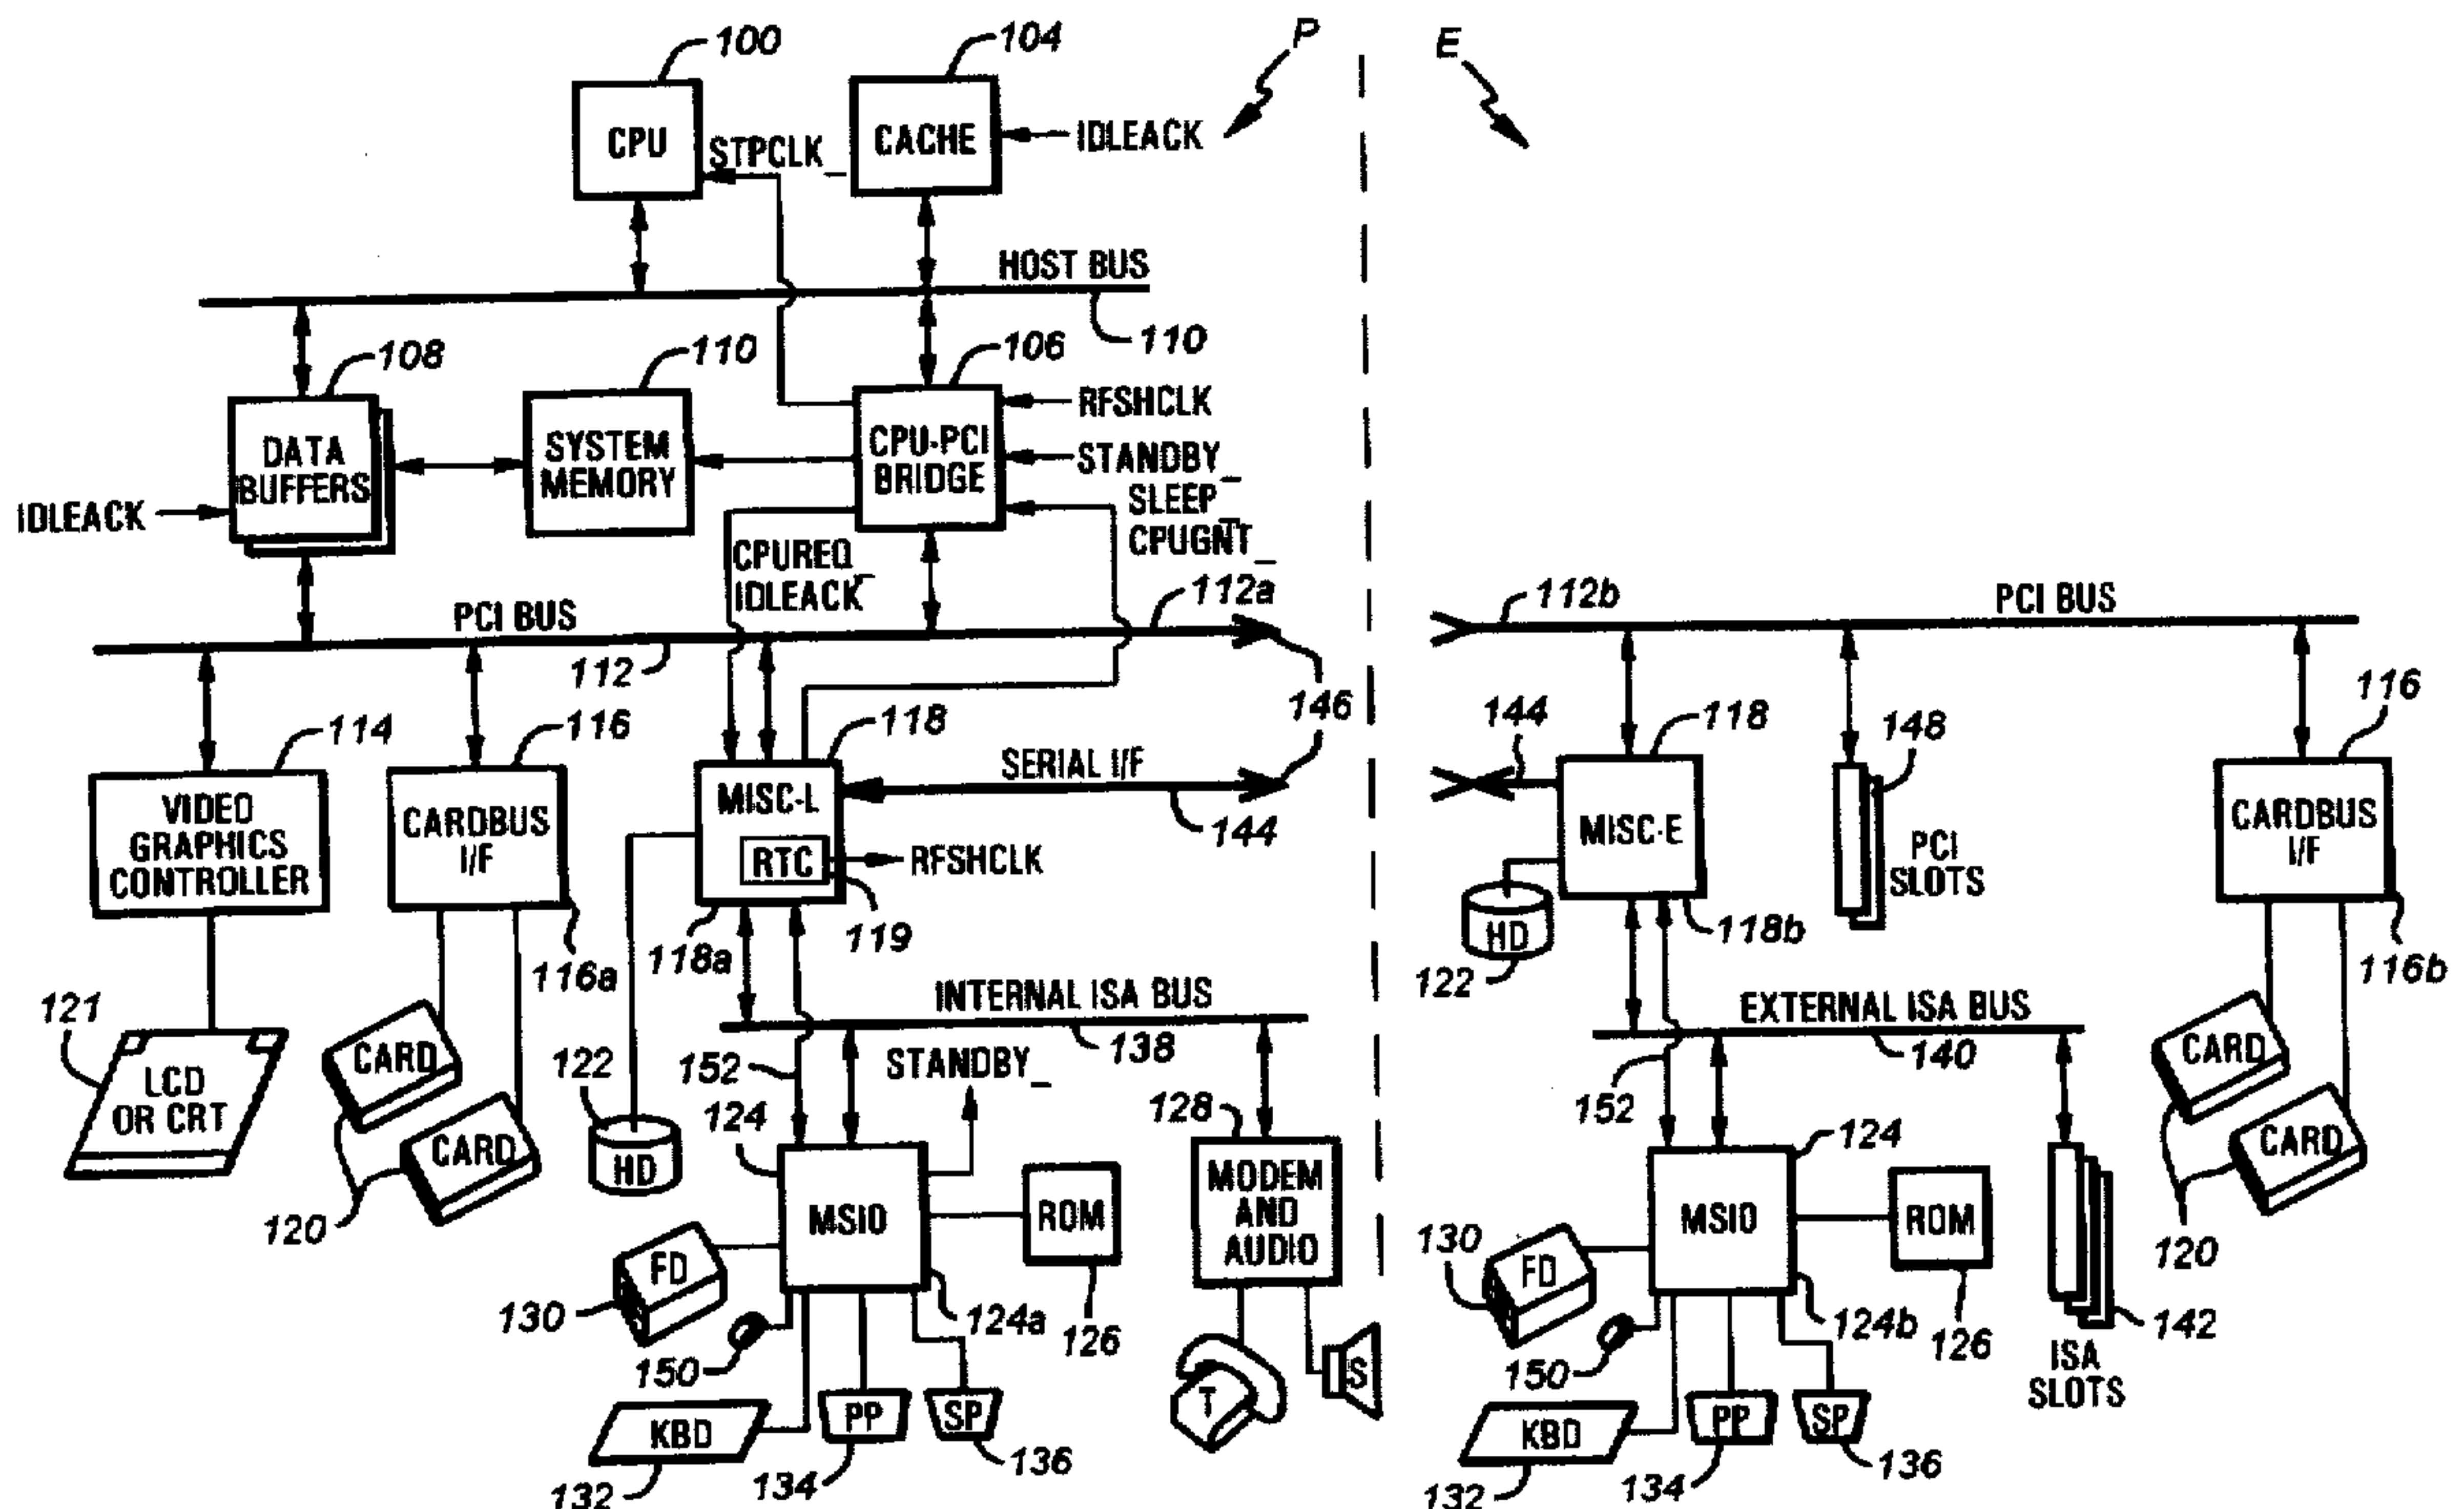 100
104
P
E
CPU
CACHE
IDLEACK
STPCLK_
HOST BUS
110
108
110
106
DATA
BUFFERS
SYSTEM
MEMORY
CPU-PCI
BRIDGE
RFSHCLK
STANDBY_
SLEEP_
CPUGNT_
IDLEACK
CPUREQ_
IDLEACK
112a
PCI BUS
112
112b
PCI BUS
146
114
116
118
144
118
148
116
VIDEO
GRAPHICS
CONTROLLER
CARDBUS
I/F
MISC-L
RTC
RFSHCLK
SERIAL I/F
144
MISC-E
PCI
SLOTS
CARDBUS
I/F
HD
122
118b
116b
116a
118a
119
121
LCD
OR CRT
CARD
CARD
120
INTERNAL ISA BUS
138
EXTERNAL ISA BUS
140
122
HD
152
STANDBY_
124
128
152
124
CARD
CARD
120
MSIO
ROM
MODEM
AND
AUDIO
MSIO
ROM
FD
130
124a
126
130
FD
124b
126
142
ISA
SLOTS
150
KBD
132
PP
134
SP
136
T
S
150
KBD
132
PP
134
SP
136